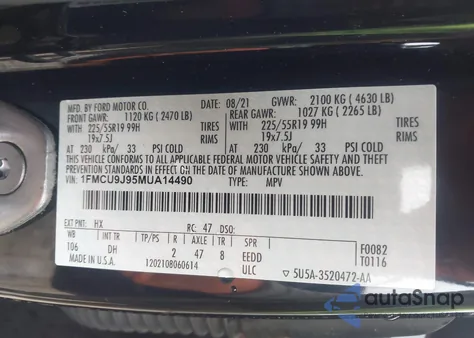 MFD. BY FORD MOTOR CO. 08/21 GVWR: 2100 KG ( 4630 LB)
FRONT GAWR: 1120 KG ( 2470 LB) REAR GAWR: 1027 KG ( 2265 LB)
WITH 225/55R19 99H TIRES WITH 225/55R19 99H TIRES
19x7.5J 19x7.5J
AT 230 kPa/ 33 PSI COLD AT 230 kPa/ 33 PSI COLD
THIS VEHICLE CONFORMS TO ALL APPLICABLE FEDERAL MOTOR VEHICLE SAFETY AND BUMPER
STANDARDS IN EFFECT ON THE DATE OF MANUFACTURE SHOWN ABOVE.
VIN: 1FMCU9J95MUA14490 TYPE: MPV
EXT PNT: HX RC: 47 DSO:
WB INT TR TP/PS R AXLE TR SPR F0082
106 DH 2 47 8 EEDD T0116
MADE IN U.S.A. 1202108060614 ULC 5U5A-3520472-AA
autoSnap